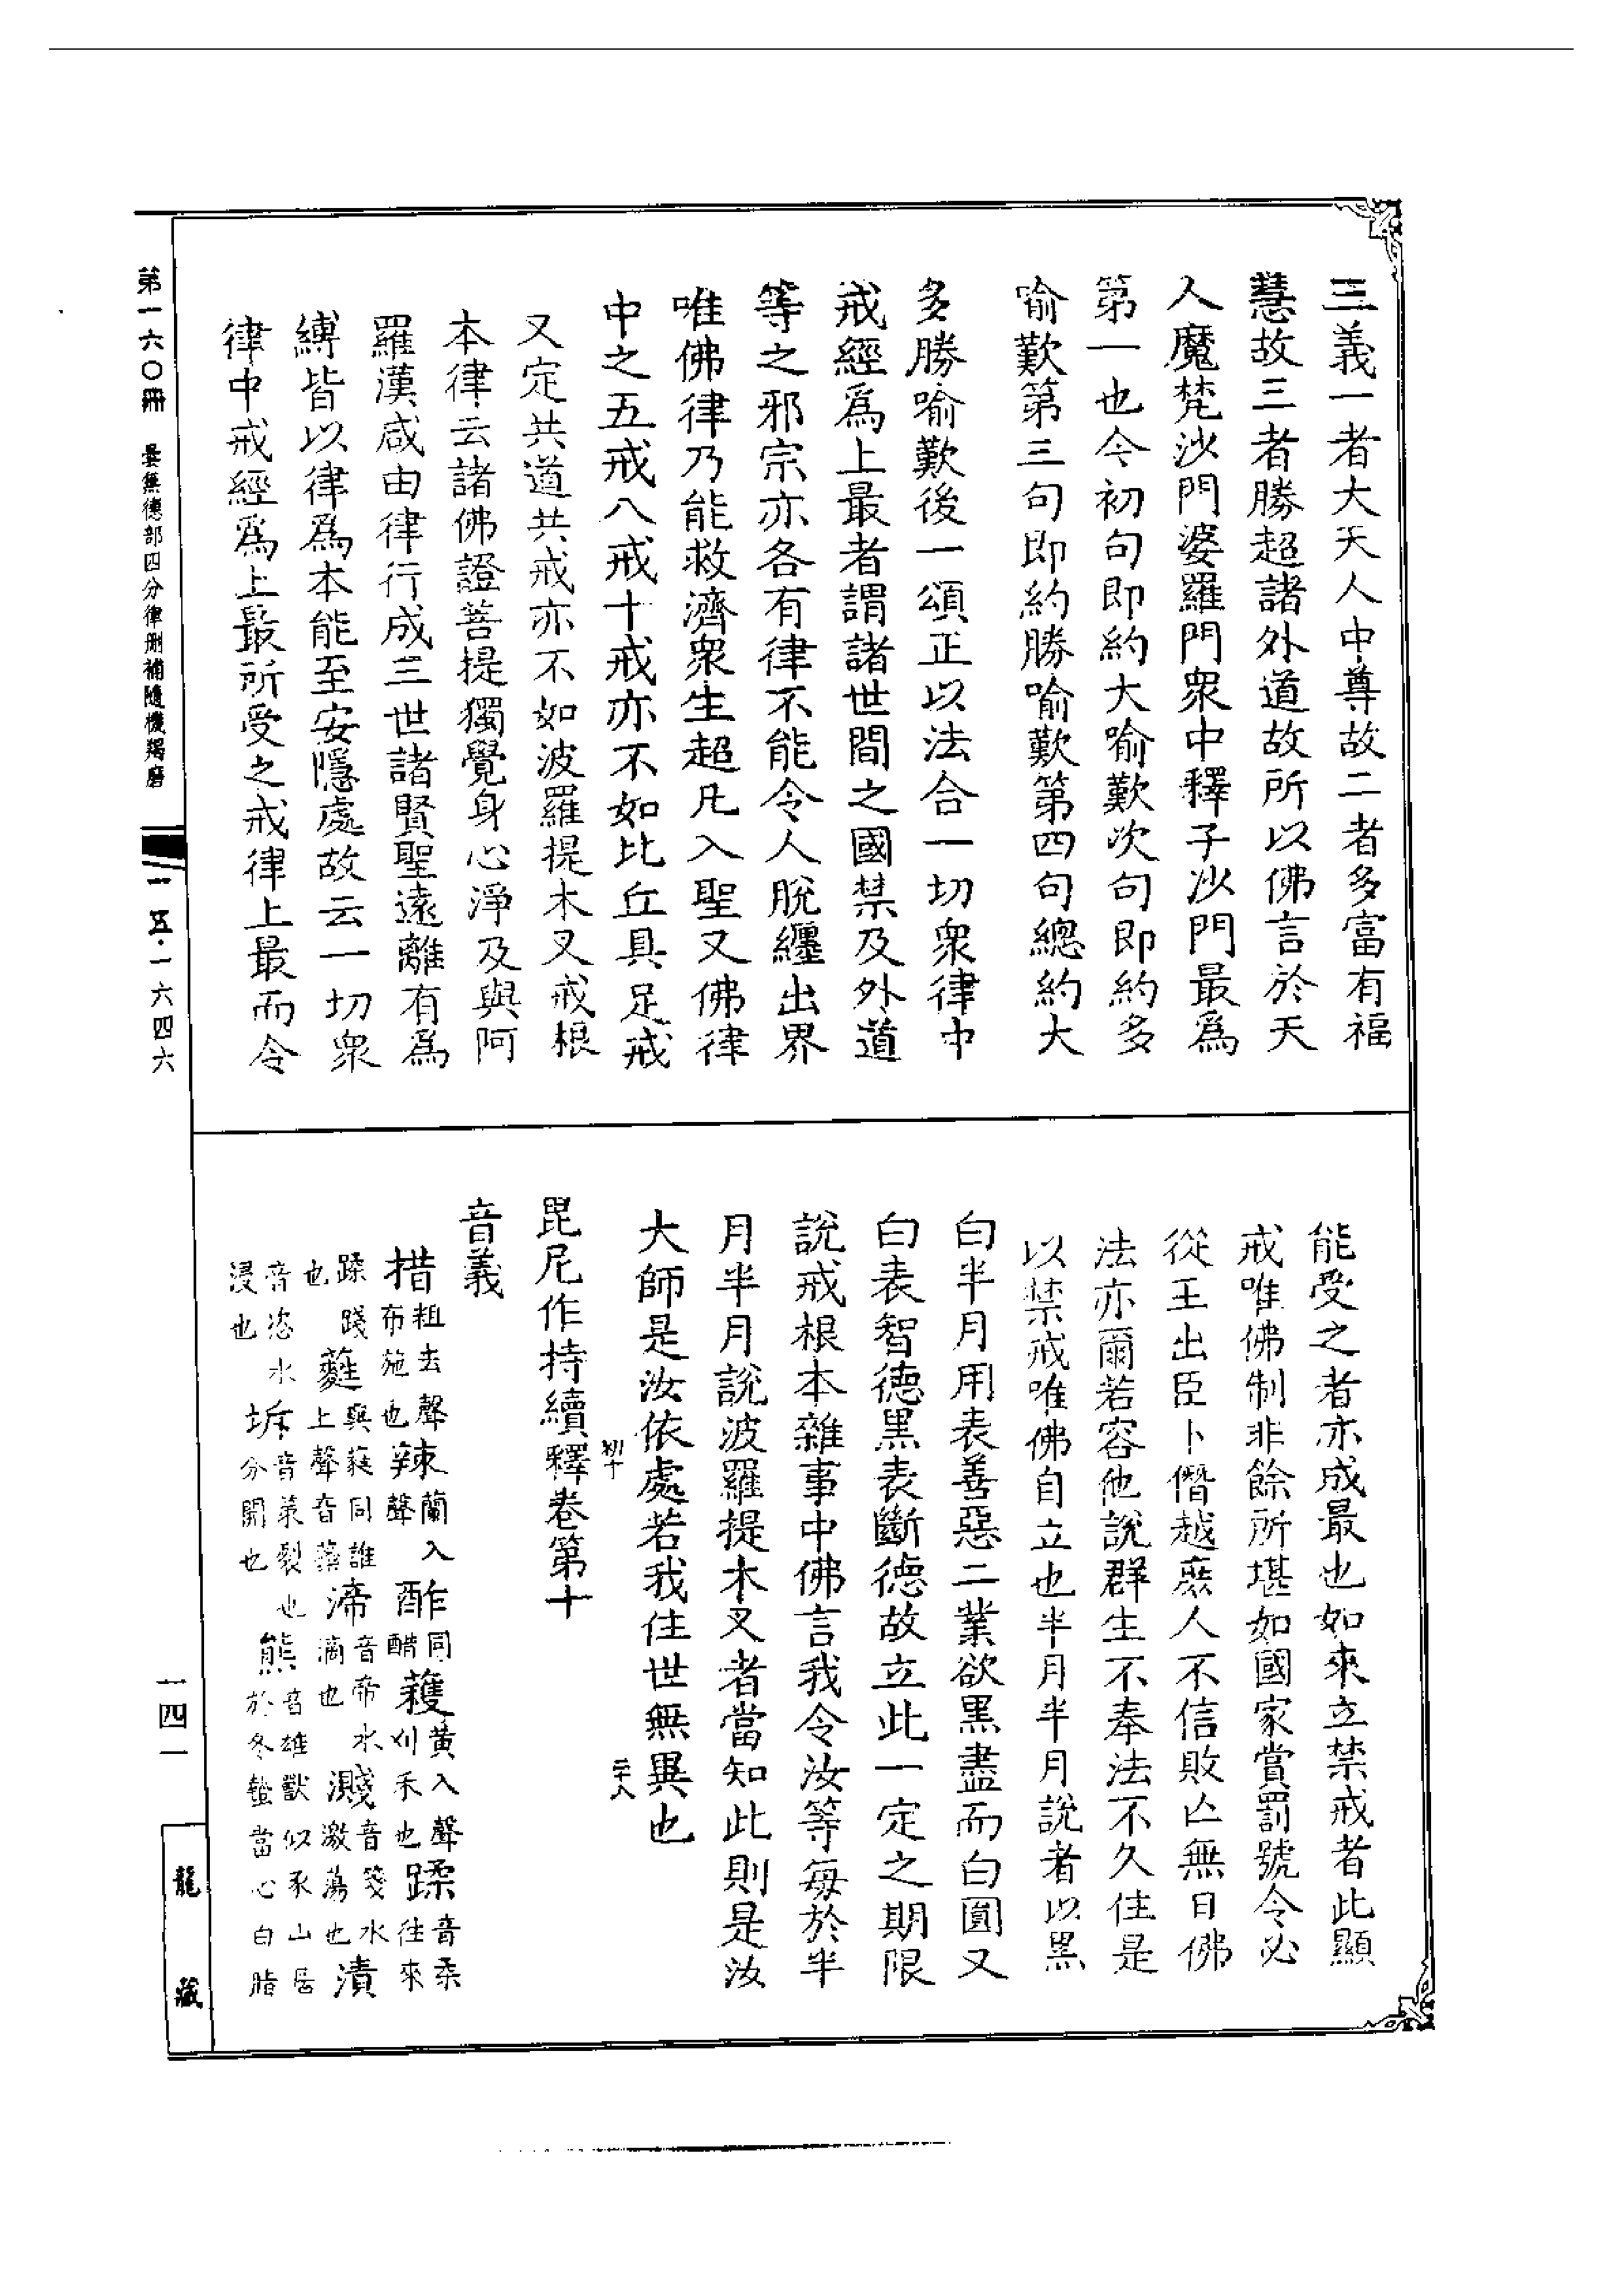 三義一者大天人中尊故二者多富有福
慧故三者勝超諸外道故所以佛言於天
人魔梵沙門婆羅門衆中釋子沙門最爲
第一也今初句即約大喻歎次句即約多
喻歎第三句即約勝喻歎第四句總約大
多勝喻歎後一頌正以法合一切衆律中
戒經爲上最者謂諸世間之國禁及外道
等之邪宗亦各有律不能令人脫纏出界
唯佛律乃能救濟衆生超凡入聖又佛律
中之五戒八戒十戒亦不如比丘具足戒
又定共道共戒亦不如波羅提木叉戒根
本律云諸佛證菩提獨覺身心淨及與阿
羅漢咸由律行成三世諸賢聖遠離有爲
縛皆以律爲本能至安隱處故云一切衆
律中戒經爲上最所受之戒律上最而令
能受之者亦成最也如來立禁戒者此顯
戒唯佛制非餘所堪如國家賞罰號令必
從王出臣卜僭越庶人不信敗亾無日佛
法亦爾若容他說群生不奉法不久住是
以禁戒唯佛自立也半月半月說者以黑
白半月用表善惡二業欲黑盡而白圓又
白表智德黑表斷德故立此一定之期限
說戒根本雜事中佛言我令汝等每於半
月半月說波羅提木叉者當知此則是汝
大師是汝依處若我住世無異也
初十
二十八
毘尼作持續釋卷第十
音義
措粗去聲布施也辣蘭入聲酢同醋穫黃入聲刈禾也蹂音柔往來
蹂踐也蕋與蘂同誰上聲音蘂渧音帝水滴也濺音箋水激蕩也漬
音恣水浸也坼音策裂也分開也熊音雄獸似豕山居於冬蟄當心白脂
第一六〇冊　曇無德部四分律刪補隨機羯磨
一五·一六四六
一四一
龍藏